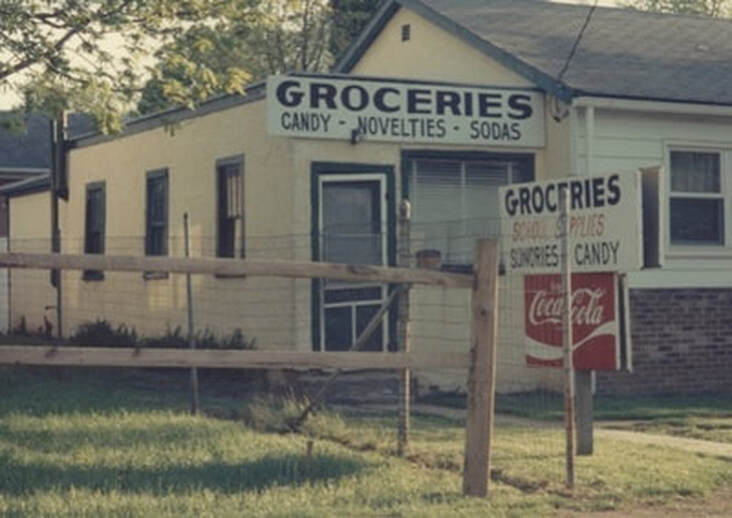 GROCERIES
CANDY - NOVELTIES - SODAS
GROCERIES
SCHOOL SUPPLIES
SUNDRIES - CANDY
Coca-Cola